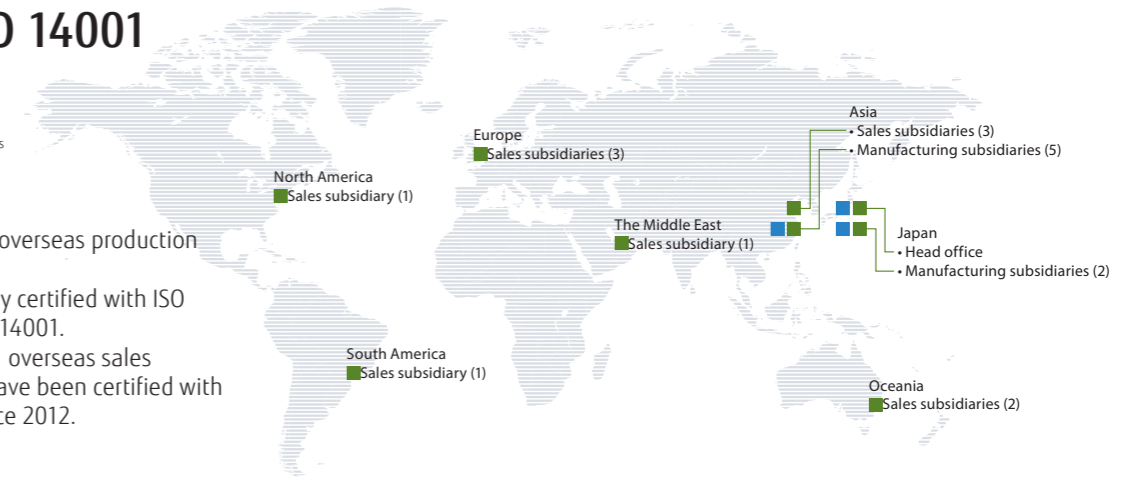 14001
s
overseas production
certified with ISO
14001.
overseas sales
ave been certified with
ce 2012.
Europe
Sales subsidiaries (3)
North America
Sales subsidiary (1)
The Middle East
Sales subsidiary (1)
South America
Sales subsidiary (1)
Asia
• Sales subsidiaries (3)
• Manufacturing subsidiaries (5)
Japan
• Head office
• Manufacturing subsidiaries (2)
Oceania
Sales subsidiaries (2)